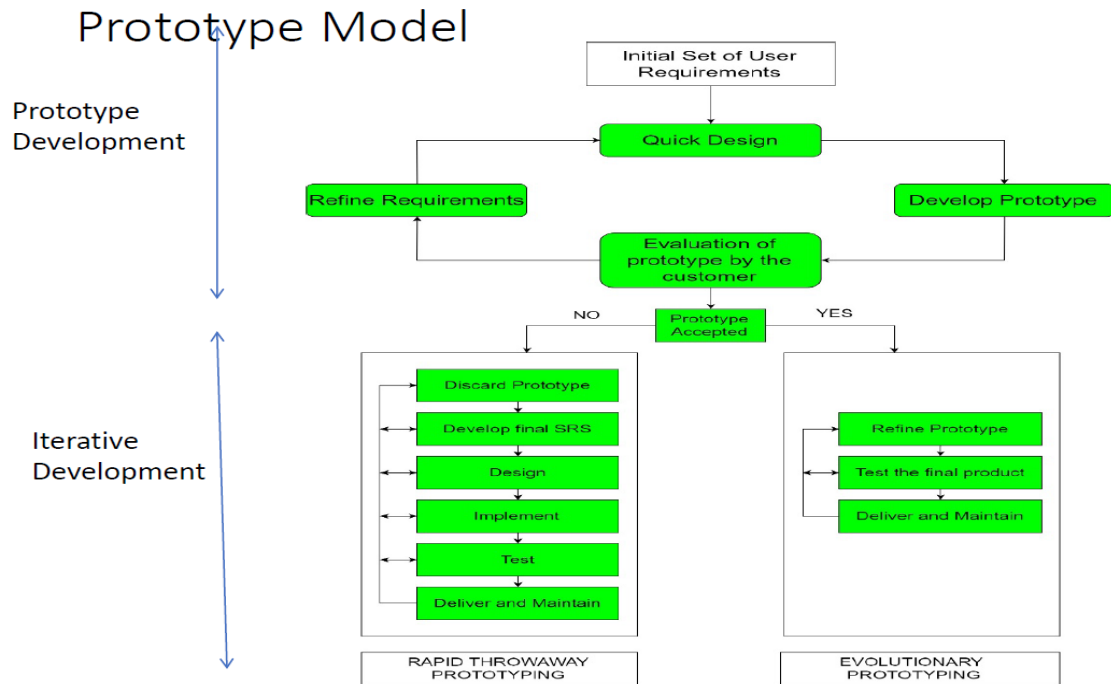 Prototype Model
Initial Set of User
Requirements
Prototype
Development
Quick Design
Refine Requirements
Develop Prototype
Evaluation of
prototype by the
customer
NO
Prototype
Accepted
YES
Discard Prototype
Develop final SRS
Design
Implement
Test
Deliver and Maintain
Iterative
Development
Refine Prototype
Test the final product
Deliver and Maintain
RAPID THROWAWAY
PROTOTYPING
EVOLUTIONARY
PROTOTYPING